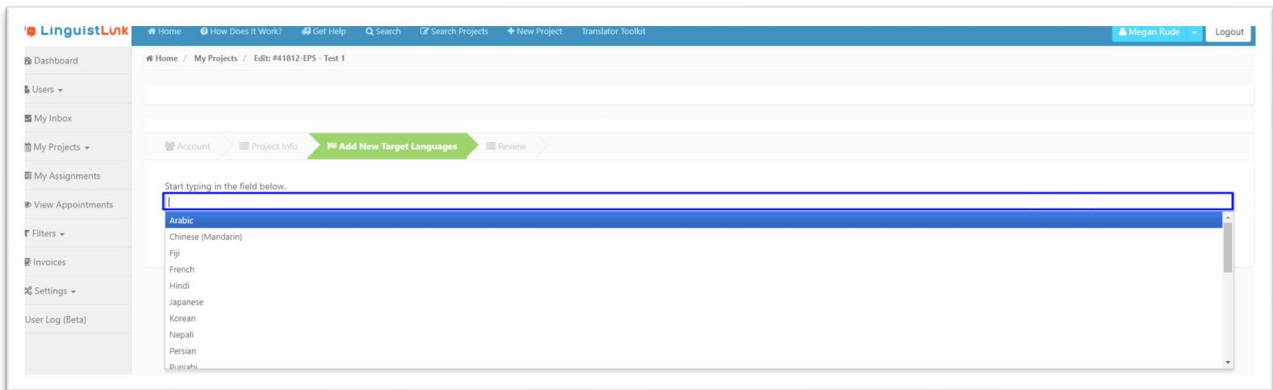 LinguistLink
Home How Does It Work? Get Help Search Search Projects New Project Translator Toolkit Megan Rude Logout
Dashboard
Home / My Projects / Edit: #41812-EPS - Test 1
Users
My Inbox
My Projects
Account Project Info Add New Target Languages Review
My Assignments
Start typing in the field below.
View Appointments
Arabic
Filters
Chinese (Mandarin)
Fiji
Invoices
French
Settings
Hindi
Japanese
User Log (Beta)
Korean
Nepali
Persian
Punjabi